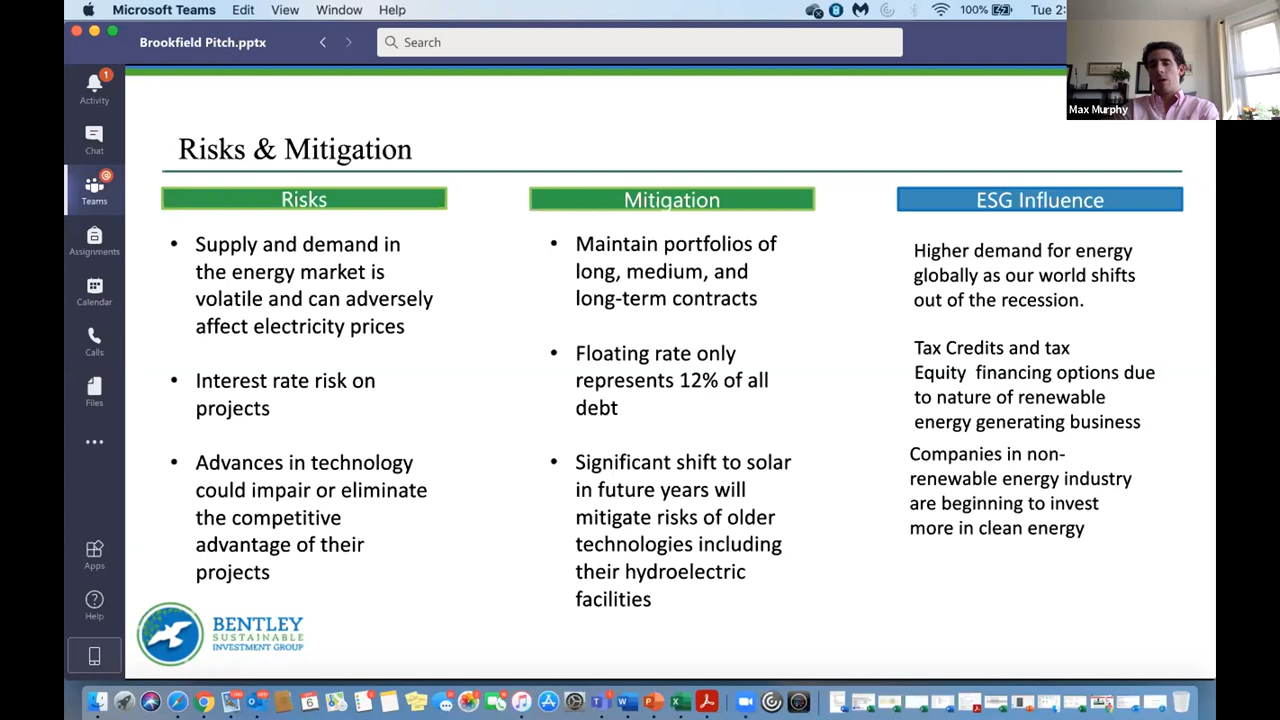 Microsoft Teams Edit View Window Help 100% Tue 2:
Brookfield Pitch.pptx Search
Max Murphy
Activity
Chat
Teams
Assignments
Calendar
Calls
Files
Apps
Help
1
@
Risks & Mitigation
Risks
Supply and demand in
the energy market is
volatile and can adversely
affect electricity prices
Interest rate risk on
projects
Advances in technology
could impair or eliminate
the competitive
advantage of their
projects
Mitigation
Maintain portfolios of
long, medium, and
long-term contracts
Floating rate only
represents 12% of all
debt
Significant shift to solar
in future years will
mitigate risks of older
technologies including
their hydroelectric
facilities
ESG Influence
Higher demand for energy
globally as our world shifts
out of the recession.
Tax Credits and tax
Equity financing options due
to nature of renewable
energy generating business
Companies in non-
renewable energy industry
are beginning to invest
more in clean energy
BENTLEY
SUSTAINABLE
INVESTMENT GROUP
6